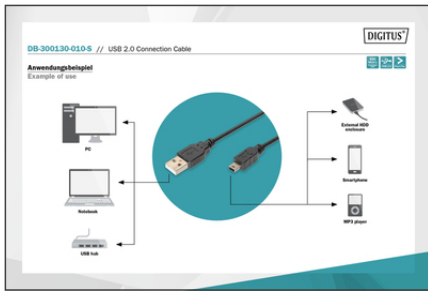 DIGITUS®
DB-300130-010-S // USB 2.0 Connection Cable
Anwendungsbeispiel
Example of use
PC
Notebook
USB hub
External HDD
enclosure
Smartphone
MP3 player